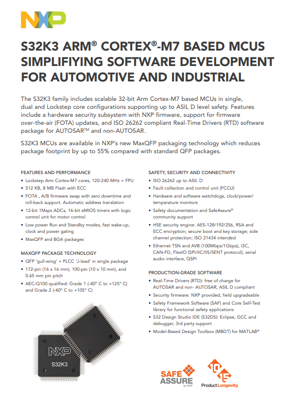 NXP
S32K3 ARM® CORTEX®-M7 BASED MCUS
SIMPLIFIYING SOFTWARE DEVELOPMENT
FOR AUTOMOTIVE AND INDUSTRIAL
The S32K3 family includes scalable 32-bit Arm Cortex-M7 based MCUs in single,
dual and Lockstep core configurations supporting up to ASIL D level safety. Features
include a hardware security subsystem with NXP firmware, support for firmware
over-the-air (FOTA) updates, and ISO 26262 compliant Real-Time Drivers (RTD) software
package for AUTOSAR™ and non-AUTOSAR.
S32K3 MCUs are available in NXP's new MaxQFP packaging technology which reduces
package footprint by up to 55% compared with standard QFP packages.
FEATURES AND PERFORMANCE
• Lockstep Arm Cortex-M7 cores, 120-240 MHz + FPU
• 512 KB, 8 MB Flash with ECC
• FOTA , A/B firmware swap with zero downtime and
roll-back support. Automatic address translation
• 12-bit 1Msps ADCs, 16-bit eMIOS timers with logic
control unit for motor control
• Low power Run and Standby modes, fast wake-up,
clock and power gating
• MaxQFP and BGA packages
MAXQFP PACKAGE TECHNOLOGY
• QFP 'gull-wing' + PLCC 'J-lead' in single package
• 172-pin (16 x 16 mm), 100-pin (10 x 10 mm), and
0.65 mm pin pitch
• AEC-Q100 qualified: Grade 1 (-40° C to +125° C)
and Grade 2 (-40° C to +105° C)
SAFETY, SECURITY AND CONNECTIVITY
• ISO 26262 up to ASIL D
• Fault collection and control unit (FCCU)
• Hardware and software watchdogs, clock/power/
temperature monitors
• Safety documentation and SafeAssure®
community support
• HSE security engine: AES-128/192/256, RSA and
ECC encryption; secure boot and key storage; side
channel protection; ISO 21434 intended
• Ethernet TSN and AVB (100Mbps/1Gbps), I3C,
CAN-FD, FlexIO (SPI/IIC/IIS/SENT protocol), serial
audio interface, QSPI
PRODUCTION-GRADE SOFTWARE
• Real-Time Drivers (RTD): free of charge for
AUTOSAR and non- AUTOSAR, ASIL D compliant
• Security firmware: NXP provided, field upgradeable
• Safety Framework Software (SAF) and Core Self-Test
library for functional safety applications
• S32 Design Studio IDE (S32DS): Eclipse, GCC and
debugger, 3rd party support
• Model-Based Design Toolbox (MBDT) for MATLAB®
NXP
S32K3
SAFE
ASSURE
by NXP
10
15
ProductLongevity